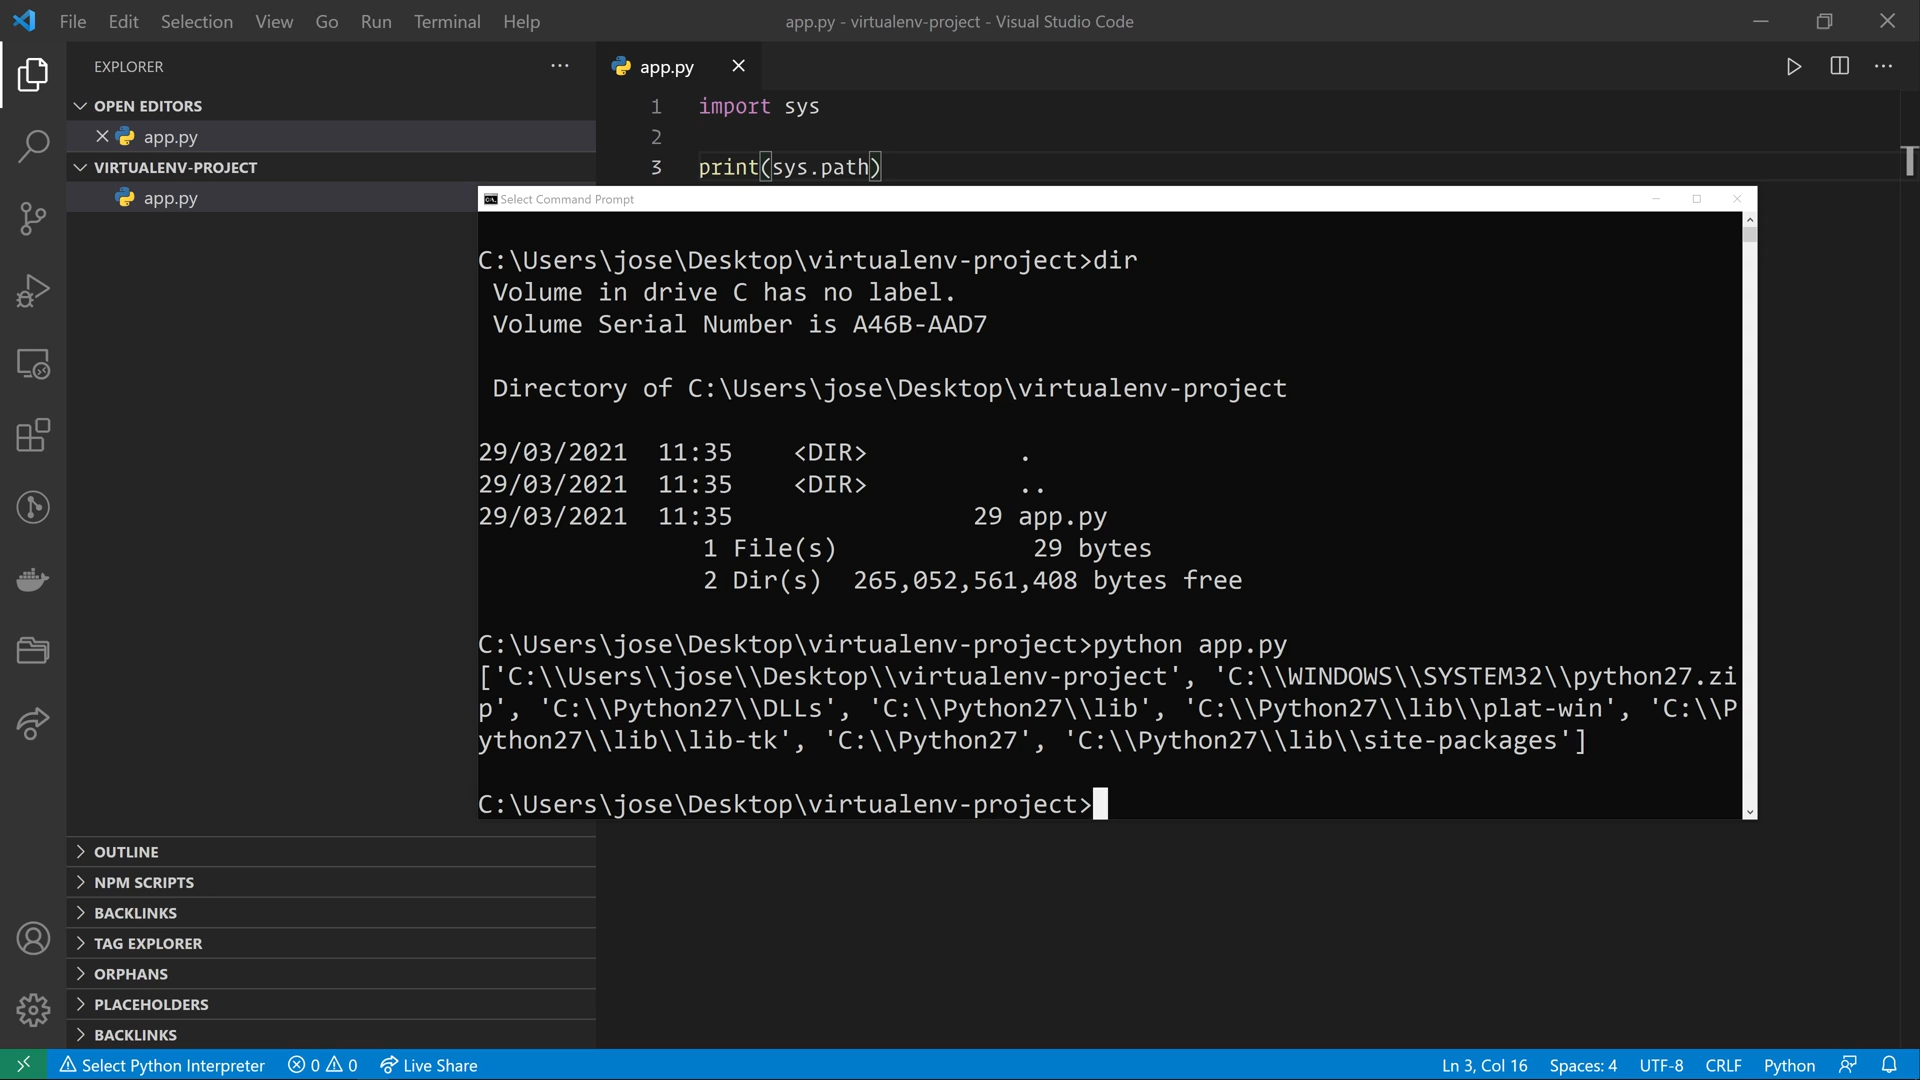 File Edit Selection View Go Run Terminal Help
app.py - virtualenv-project - Visual Studio Code
EXPLORER
OPEN EDITORS
app.py
VIRTUALENV-PROJECT
app.py
OUTLINE
NPM SCRIPTS
BACKLINKS
TAG EXPLORER
ORPHANS
PLACEHOLDERS
BACKLINKS
app.py
1 import sys
2
3 print(sys.path)
Select Command Prompt
C:\Users\jose\Desktop\virtualenv-project>dir
Volume in drive C has no label.
Volume Serial Number is A46B-AAD7
Directory of C:\Users\jose\Desktop\virtualenv-project
29/03/2021 11:35 <DIR> .
29/03/2021 11:35 <DIR> ..
29/03/2021 11:35 29 app.py
1 File(s) 29 bytes
2 Dir(s) 265,052,561,408 bytes free
C:\Users\jose\Desktop\virtualenv-project>python app.py
['C:\\Users\\jose\\Desktop\\virtualenv-project', 'C:\\WINDOWS\\SYSTEM32\\python27.zi
p', 'C:\\Python27\\DLLs', 'C:\\Python27\\lib', 'C:\\Python27\\lib\\plat-win', 'C:\\P
ython27\\lib\\lib-tk', 'C:\\Python27', 'C:\\Python27\\lib\\site-packages']
C:\Users\jose\Desktop\virtualenv-project>
Select Python Interpreter 0 0 Live Share
Ln 3, Col 16 Spaces: 4 UTF-8 CRLF Python